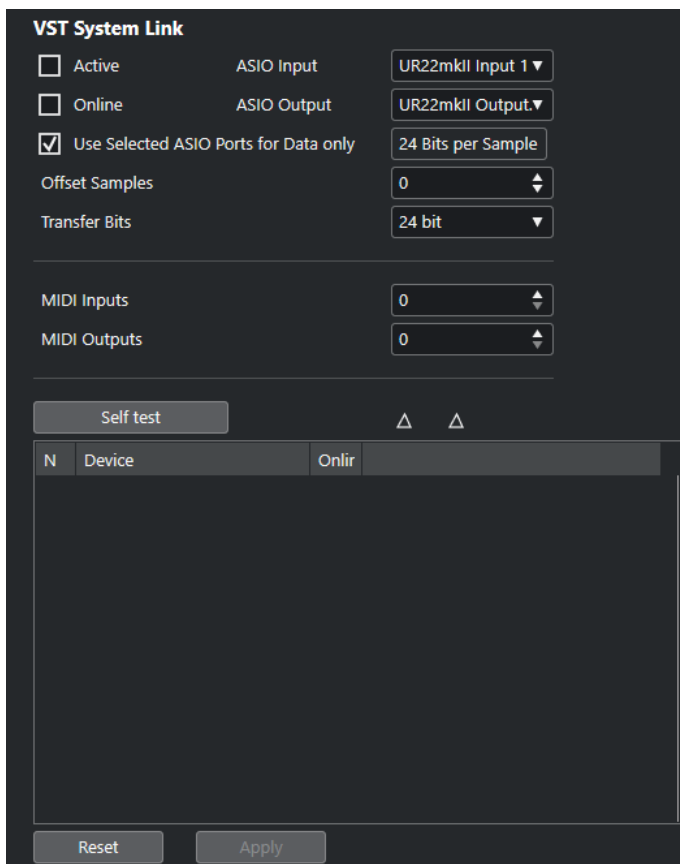 VST System Link
Active ASIO Input UR22mkII Input 1
Online ASIO Output UR22mkII Output.
Use Selected ASIO Ports for Data only 24 Bits per Sample
Offset Samples 0
Transfer Bits 24 bit
MIDI Inputs 0
MIDI Outputs 0
Self test
N Device Onlir
Reset Apply